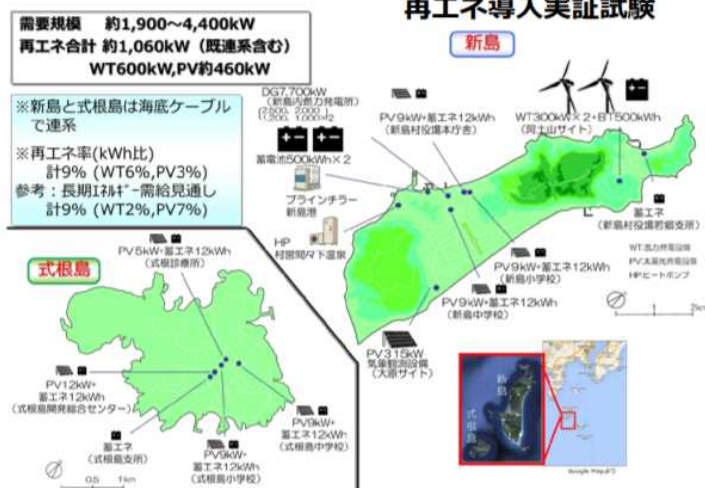 再エネ導入実証試験
需要規模 約1,900～4,400kW
再エネ合計 約1,060kW（既連系含む）
WT600kW,PV約460kW
※新島と式根島は海底ケーブル
で連系
※再エネ率(kWh比)
計9% (WT6%,PV3%)
参考：長期ｴﾈﾙｷﾞｰ需給見通し
計9% (WT2%,PV7%)
新島
DG7,700kW
（新島内燃力発電所）
蓄電池500kWh×2
PV9kW+蓄エネ12kWh
（新島村役場本庁舎）
WT300kW×2+BT500kWh
（阿土山サイト）
ブラインチラー
新島港
HP
村営間々下温泉
蓄エネ
（新島村役場若郷支所）
PV9kW+蓄エネ12kWh
（新島小学校）
PV9kW+蓄エネ12kWh
（新島中学校）
PV315kW
気象観測設備
（大原サイト）
WT:風力発電設備
PV:太陽光発電設備
HP:ヒートポンプ
0 1 2km
式根島
PV5kW+蓄エネ12kWh
（式根診療所）
PV12kW+
蓄エネ12kWh
（式根島開発総合センター）
蓄エネ
（式根島支所）
PV9kW+
蓄エネ12kWh
（式根島小学校）
PV9kW+
蓄エネ12kWh
（式根島中学校）
0.5 1km
新島
式根島
Google Mapより